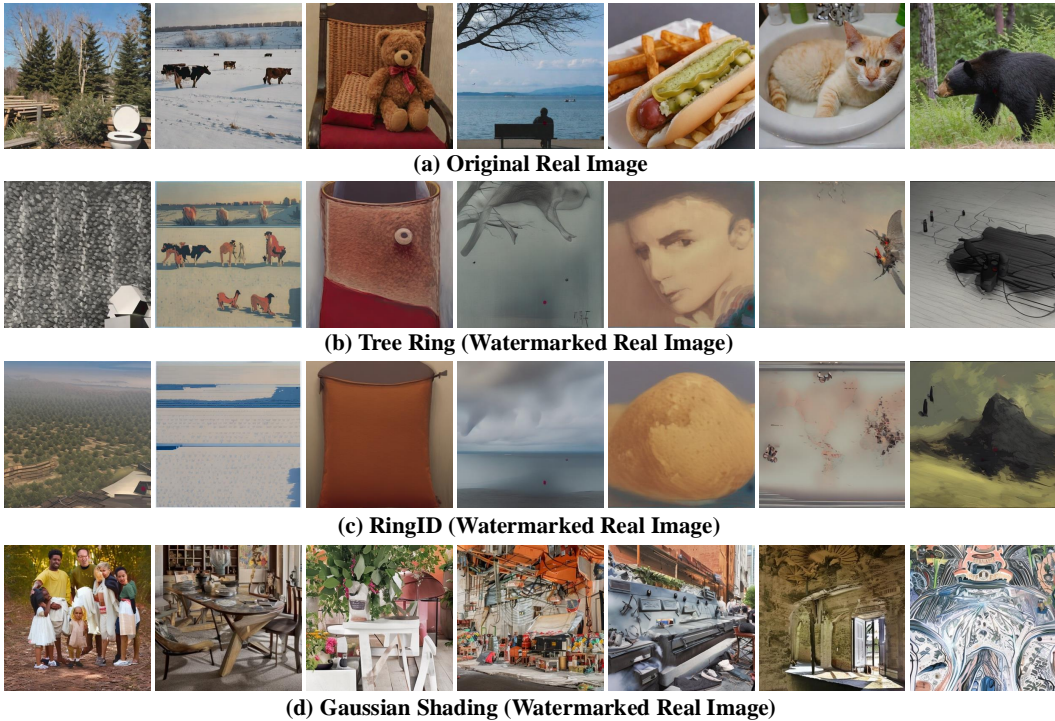 (a) Original Real Image
(b) Tree Ring (Watermarked Real Image)
(c) RingID (Watermarked Real Image)
(d) Gaussian Shading (Watermarked Real Image)